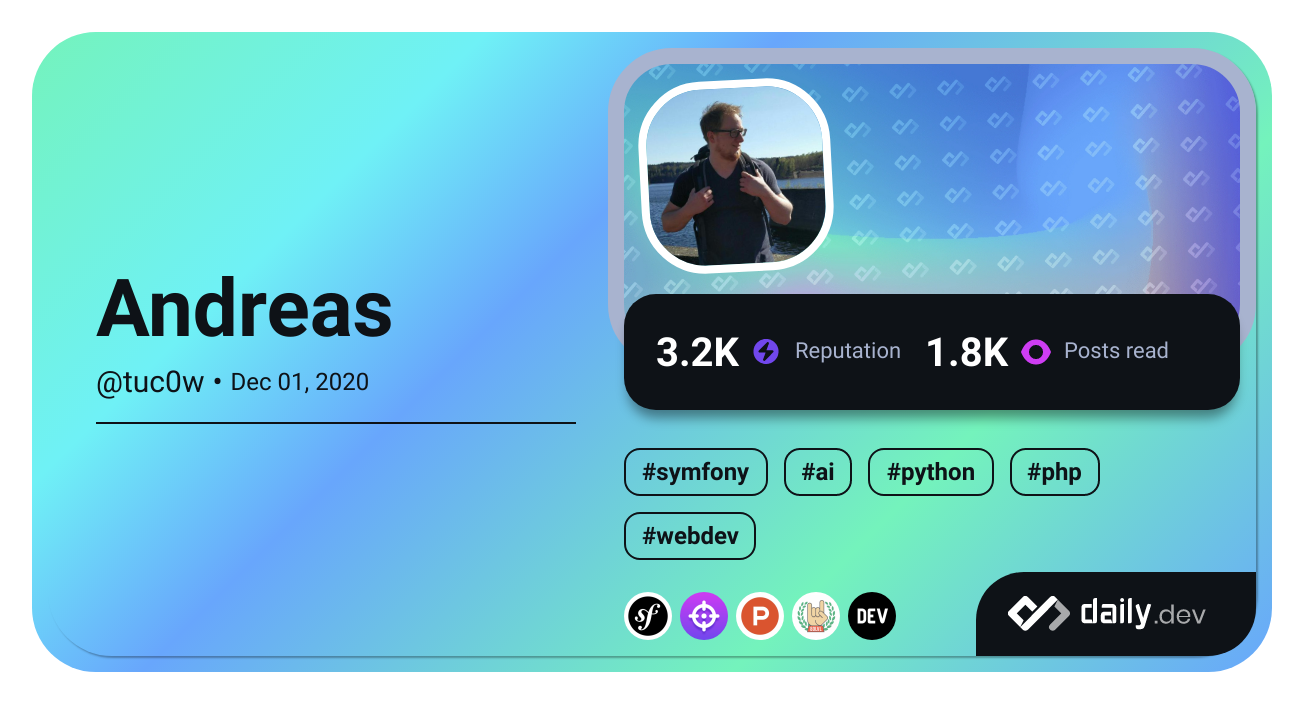 Andreas
@tuc0w • Dec 01, 2020
3.2K Reputation 1.8K Posts read
#symfony #ai #python #php
#webdev
sf P DEV
daily.dev